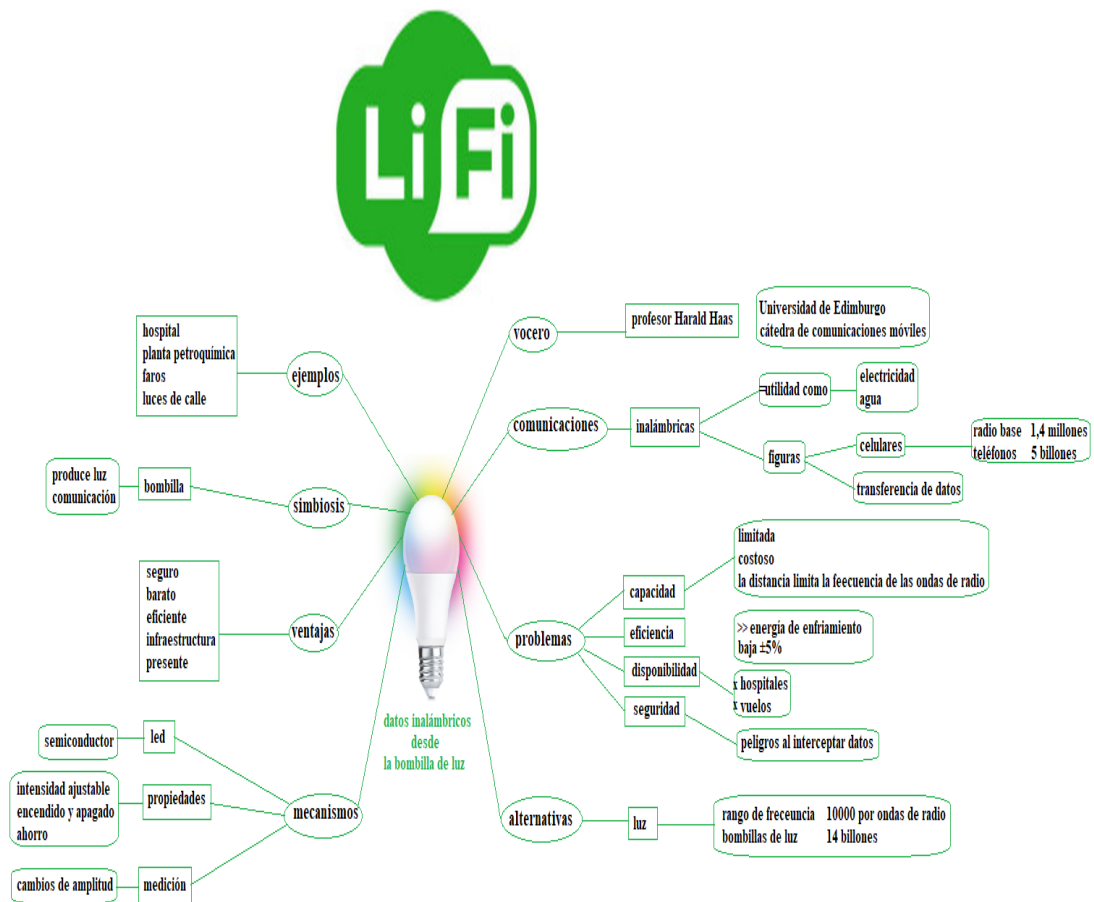 Li Fi
vocero
profesor Harald Haas
Universidad de Edimburgo
cátedra de comunicaciones móviles
comunicaciones
inalámbricas
=utilidad como
electricidad
agua
figuras
celulares
radio base 1,4 millones
teléfonos 5 billones
transferencia de datos
problemas
capacidad
limitada
costoso
la distancia limita la feecuencia de las ondas de radio
eficiencia
>> energía de enfriamiento
baja ±5%
disponibilidad
x hospitales
x vuelos
seguridad
peligros al interceptar datos
alternativas
luz
rango de freceuncia 10000 por ondas de radio
bombillas de luz 14 billones
ejemplos
hospital
planta petroquímica
faros
luces de calle
simbiosis
bombilla
produce luz
comunicación
ventajas
seguro
barato
eficiente
infraestructura
presente
mecanismos
led
semiconductor
propiedades
intensidad ajustable
encendido y apagado
ahorro
medición
cambios de amplitud
datos inalámbricos
desde
la bombilla de luz